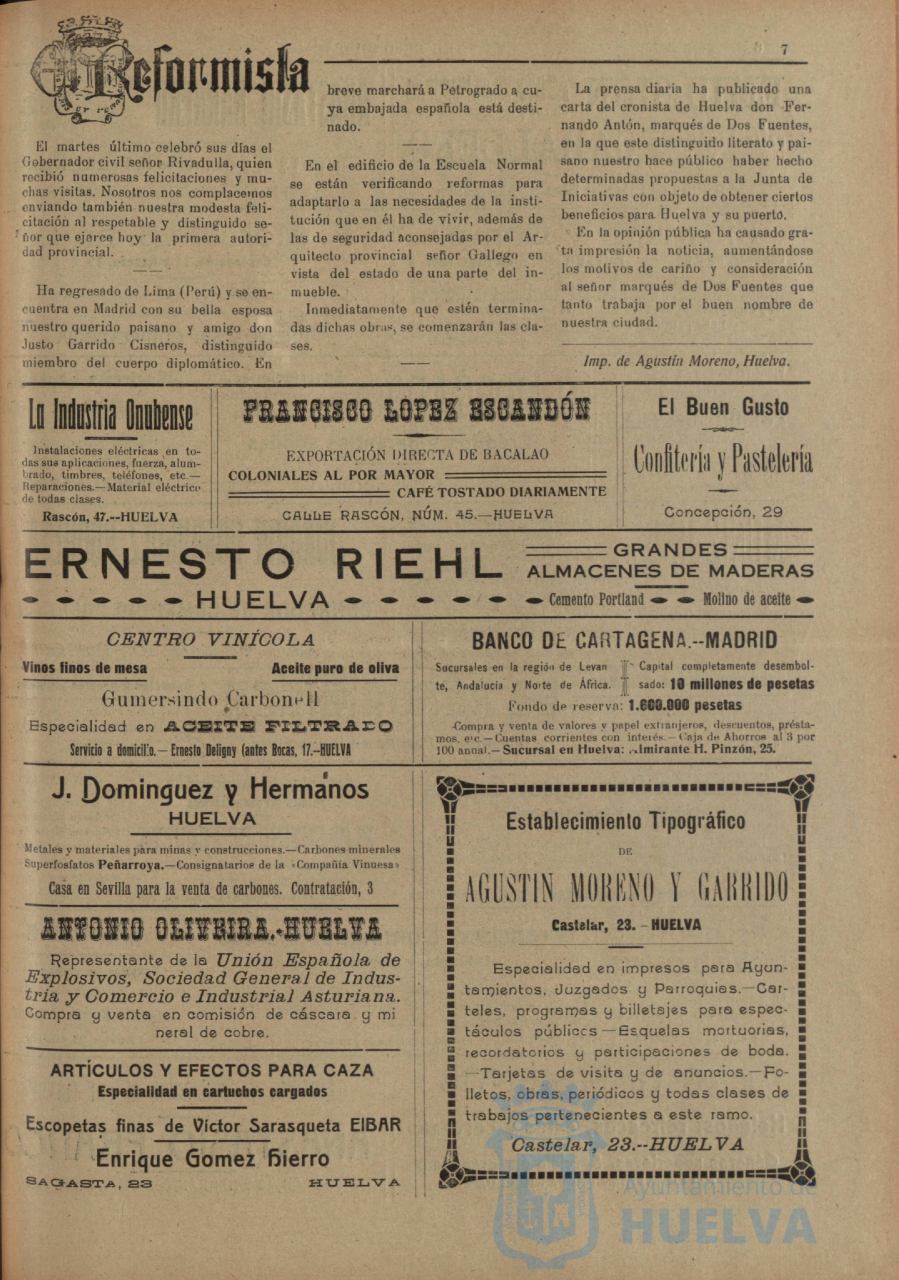 7
Reformista
El martes último celebró sus días el
Gobernador civil señor Rivadulla, quien
recibió numerosas felicitaciones y mu-
chas visitas. Nosotros nos complacemos
enviando también nuestra modesta feli-
citación al respetable y distinguido se-
ñor que ejerce hoy la primera autori-
dad provincial.
Ha regresado de Lima (Perú) y se en-
cuentra en Madrid con su bella esposa
nuestro querido paisano y amigo don
Justo Garrido Cisneros, distinguido
miembro del cuerpo diplomático. En
breve marchará a Petrogrado a cu-
ya embajada española está desti-
nado.
En el edificio de la Escuela Normal
se están verificando reformas para
adaptarlo a las necesidades de la insti-
tución que en él ha de vivir, además de
las de seguridad aconsejadas por el Ar-
quitecto provincial señor Gallego en
vista del estado de una parte del in-
mueble.
Inmediatamente que estén termina-
das dichas obras, se comenzarán las cla-
ses.
La prensa diaria ha publicado una
carta del cronista de Huelva don Fer-
nando Antón, marqués de Dos Fuentes,
en la que este distinguido literato y pai-
sano nuestro hace público haber hecho
determinadas propuestas a la Junta de
Iniciativas con objeto de obtener ciertos
beneficios para Huelva y su puerto.
En la opinión pública ha causado gra-
ta impresión la noticia, aumentándose
los motivos de cariño y consideración
al señor marqués de Dos Fuentes que
tanto trabaja por el buen nombre de
nuestra ciudad.
Imp. de Agustín Moreno, Huelva.
La Industria Onubense
Instalaciones eléctricas en to-
das sus aplicaciones, fuerza, alum-
brado, timbres, teléfonos, etc.—
Reparaciones.—Material eléctrico
de todas clases.
Rascón, 47.--HUELVA
FRANCISCO LOPEZ ESCANDÓN
EXPORTACIÓN DIRECTA DE BACALAO
COLONIALES AL POR MAYOR
CAFÉ TOSTADO DIARIAMENTE
CALLE RASCÓN, NÚM. 45.—HUELVA
El Buen Gusto
Confitería y Pastelería
Concepción, 29
ERNESTO RIEHL
HUELVA
GRANDES
ALMACENES DE MADERAS
Cemento Portland Molino de aceite
CENTRO VINÍCOLA
Vinos finos de mesa Aceite puro de oliva
Gumersindo Carbonell
Especialidad en ACEITE FILTRADO
Servicio a domicilio.— Ernesto Deligny (antes Bocas, 17.--HUELVA
BANCO DE CARTAGENA.--MADRID
Sucursales en la región de Levan
te, Andalucía y Norte de África.
Capital completamente desembol-
sado: 10 millones de pesetas
Fondo de reserva: 1.600.000 pesetas
Compra y venta de valores y papel extranjeros, descuentos, présta-
mos, etc.—Cuentas corrientes con interés.—Caja de Ahorros al 3 por
100 anual.—Sucursal en Huelva: Almirante H. Pinzón, 25.
J. Dominguez y Hermanos
HUELVA
Metales y materiales para minas y construcciones.—Carbones minerales
Superfosfatos Peñarroya.—Consignatarios de la «Compañía Vinuesa»
Casa en Sevilla para la venta de carbones. Contratación, 3
ANTONIO OLIVEIRA.-HUELVA
Representante de la Unión Española de
Explosivos, Sociedad General de Indus-
tria y Comercio e Industrial Asturiana.
Compra y venta en comisión de cáscara y mi
neral de cobre.
ARTÍCULOS Y EFECTOS PARA CAZA
Especialidad en cartuchos cargados
Escopetas finas de Víctor Sarasqueta EIBAR
Enrique Gomez Hierro
SAGASTA, 23 HUELVA
Establecimiento Tipográfico
DE
AGUSTIN MORENO Y GARRIDO
Castelar, 23. - HUELVA
Especialidad en impresos para Ayun-
tamientos, Juzgados y Parroquias.—Car-
teles, programas y billetajes para espec-
táculos públicos—Esquelas mortuorias,
recordatorios y participaciones de boda.
—Tarjetas de visita y de anuncios.—Fo-
lletos, obras, periódicos y todas clases de
trabajos pertenecientes a este ramo.
Castelar, 23.--HUELVA
Ayuntamiento de
HUELVA